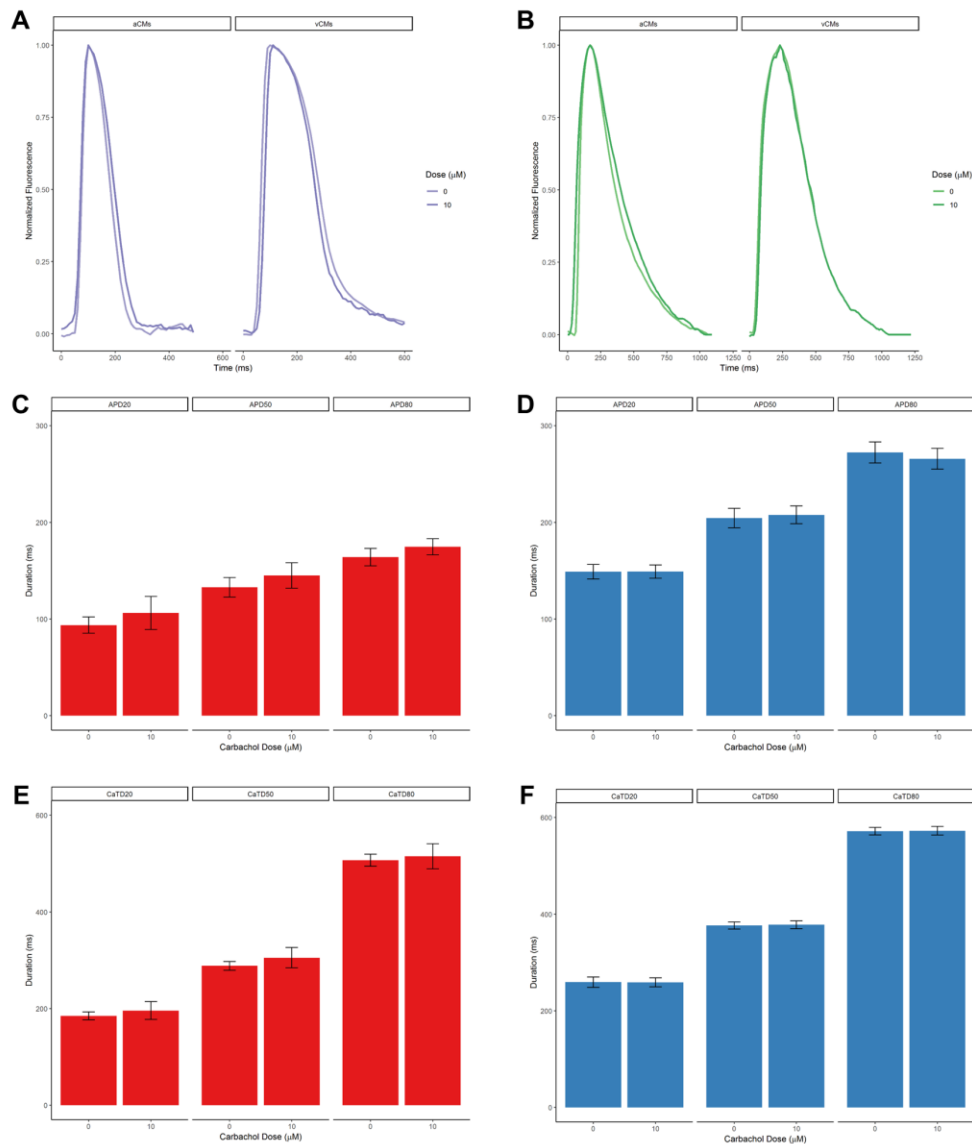 A
aCMs
vCMs
1.00
0.75
0.50
0.25
0.00
Normalized Fluorescence
0
200
400
600
0
200
400
600
Time (ms)
Dose (μM)
0
10
B
aCMs
vCMs
1.00
0.75
0.50
0.25
0.00
Normalized Fluorescence
0
250
500
750
1000
1250
0
250
500
750
1000
1250
Time (ms)
Dose (μM)
0
10
C
APD20
APD50
APD80
300
200
100
0
Duration (ms)
0
10
0
10
0
10
Carbachol Dose (μM)
D
APD20
APD50
APD80
300
200
100
0
Duration (ms)
0
10
0
10
0
10
Carbachol Dose (μM)
E
CaTD20
CaTD50
CaTD80
600
400
200
0
Duration (ms)
0
10
0
10
0
10
Carbachol Dose (μM)
F
CaTD20
CaTD50
CaTD80
600
400
200
0
Duration (ms)
0
10
0
10
0
10
Carbachol Dose (μM)